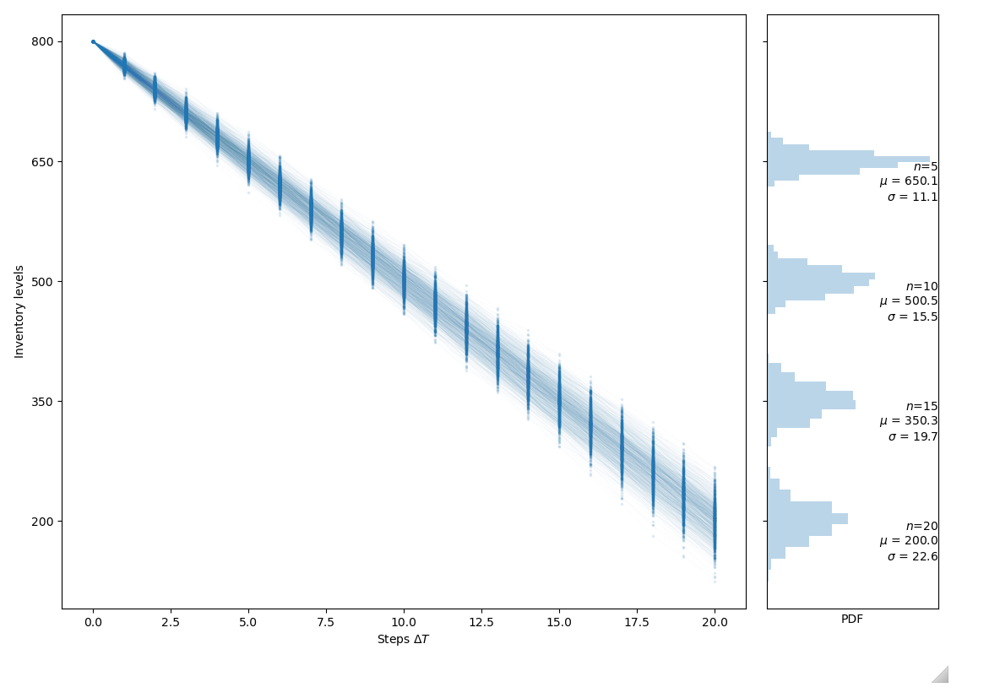 800
650
500
350
200
Inventory levels
0.0 2.5 5.0 7.5 10.0 12.5 15.0 17.5 20.0
Steps ΔT
n=5
μ = 650.1
σ = 11.1
n=10
μ = 500.5
σ = 15.5
n=15
μ = 350.3
σ = 19.7
n=20
μ = 200.0
σ = 22.6
PDF